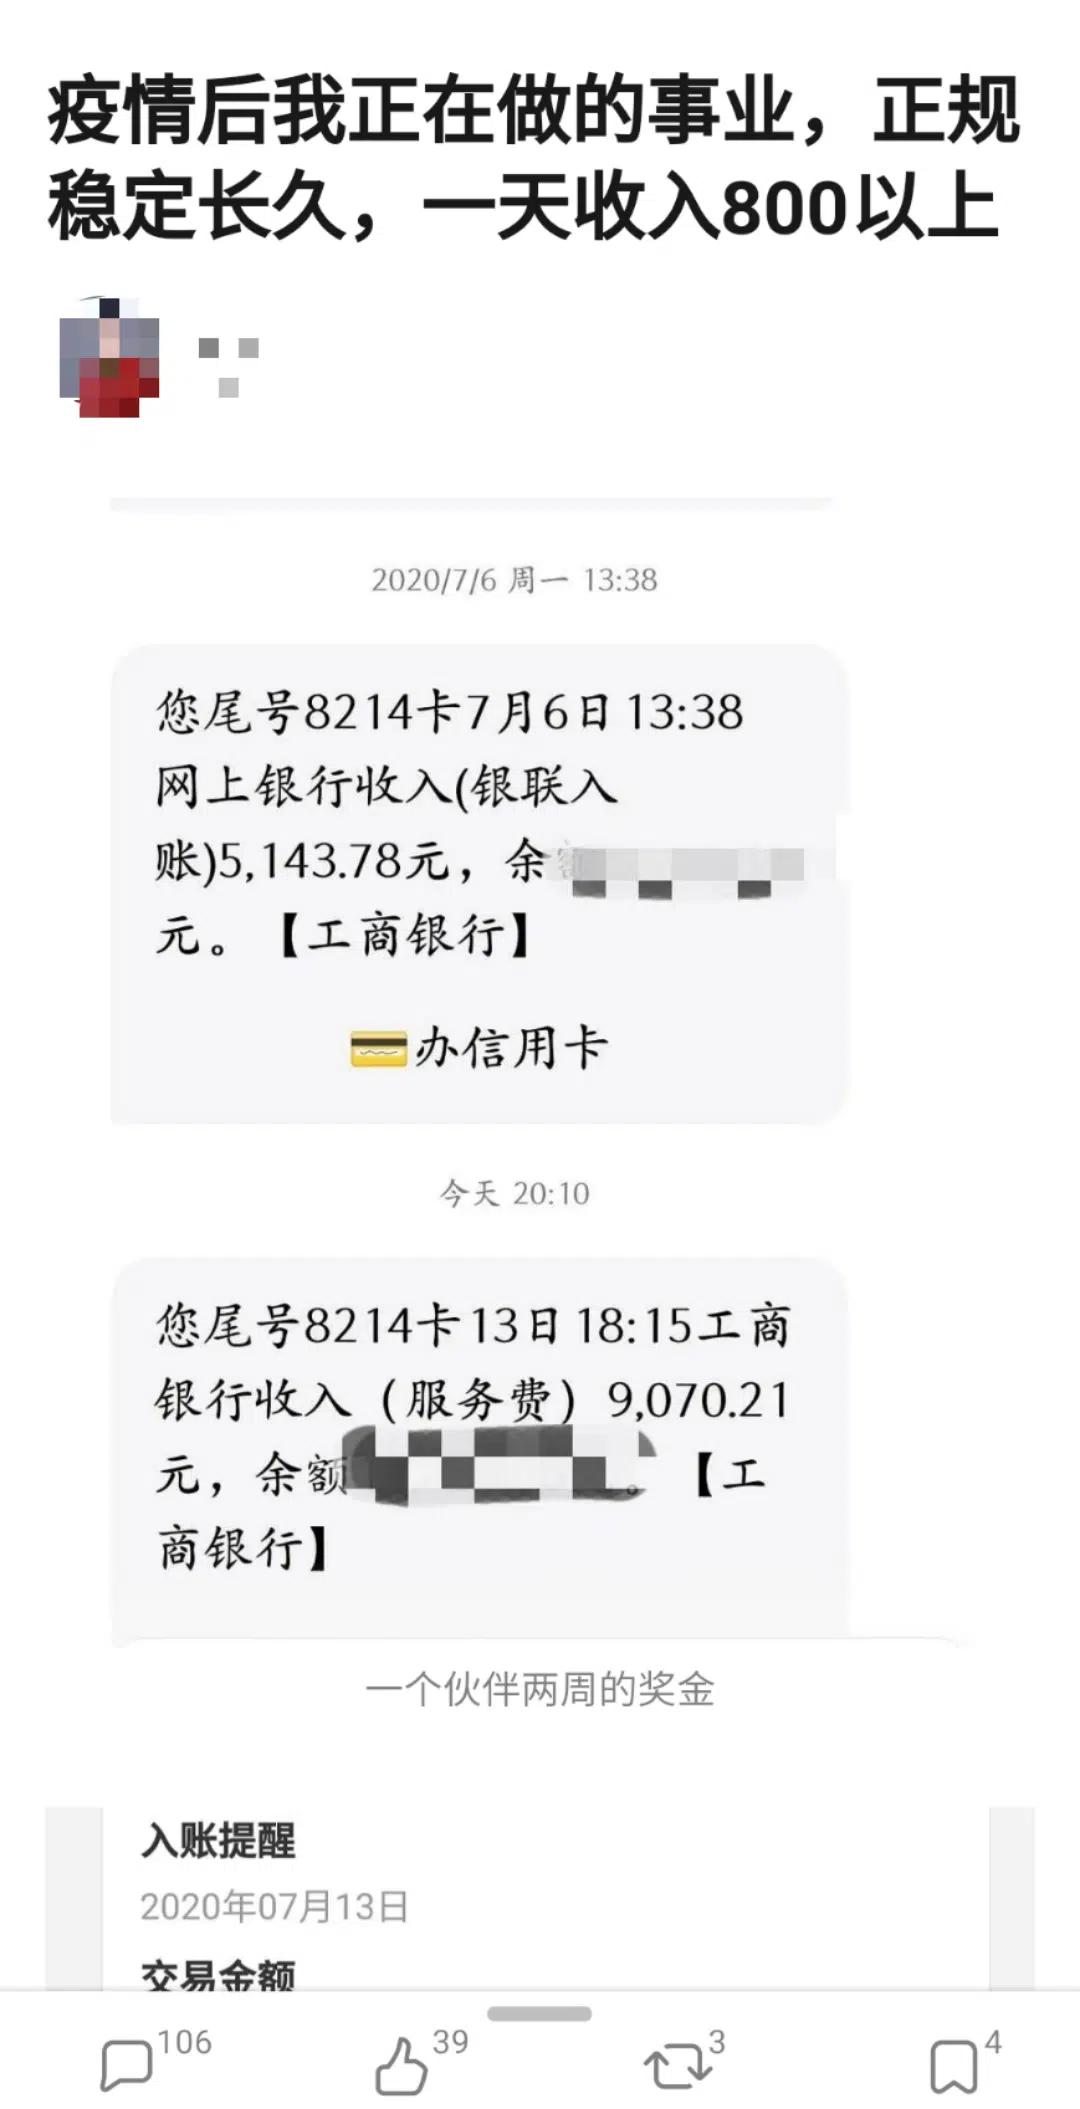 疫情后我正在做的事业，正规
稳定长久，一天收入800以上
2020/7/6 周一 13:38
您尾号8214卡7月6日13:38
网上银行收入(银联入
账)5,143.78元，余额
元。【工商银行】
办信用卡
今天 20:10
您尾号8214卡13日18:15工商
银行收入（服务费）9,070.21
元，余额。【工
商银行】
一个伙伴两周的奖金
入账提醒
2020年07月13日
交易金额
106
39
3
4